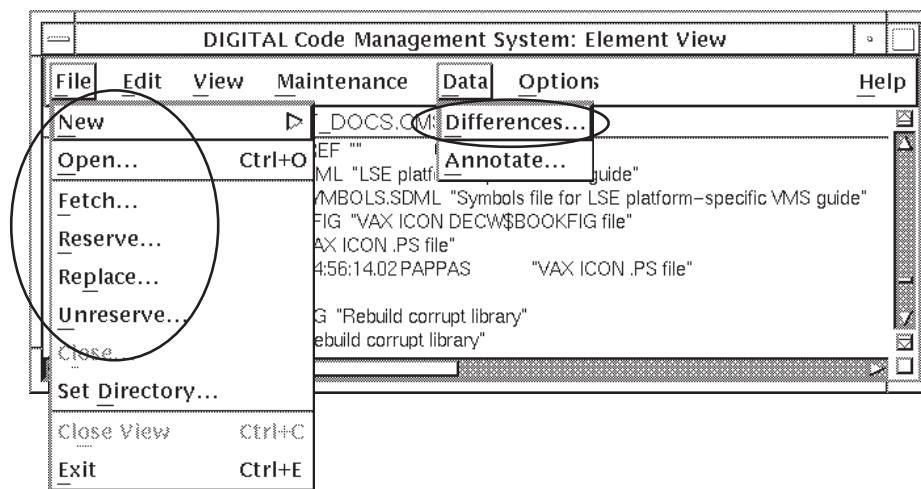 DIGITAL Code Management System: Element View
File Edit View Maintenance Data Options Help
New
Open... Ctrl+O
Fetch...
Reserve...
Replace...
Unreserve...
Close...
Set Directory...
Close View Ctrl+C
Exit Ctrl+E
Differences...
Annotate...
_DOCS.CMS
EF ""
ML "LSE guide"
YMBOLS.SDML "Symbols file for LSE platform-specific VMS guide"
FIG "VAX ICON DECW$BOOKFIG file"
AX ICON .PS file"
4:56:14.02 PAPPAS "VAX ICON .PS file"
G "Rebuild corrupt library"
ebuild corrupt library"